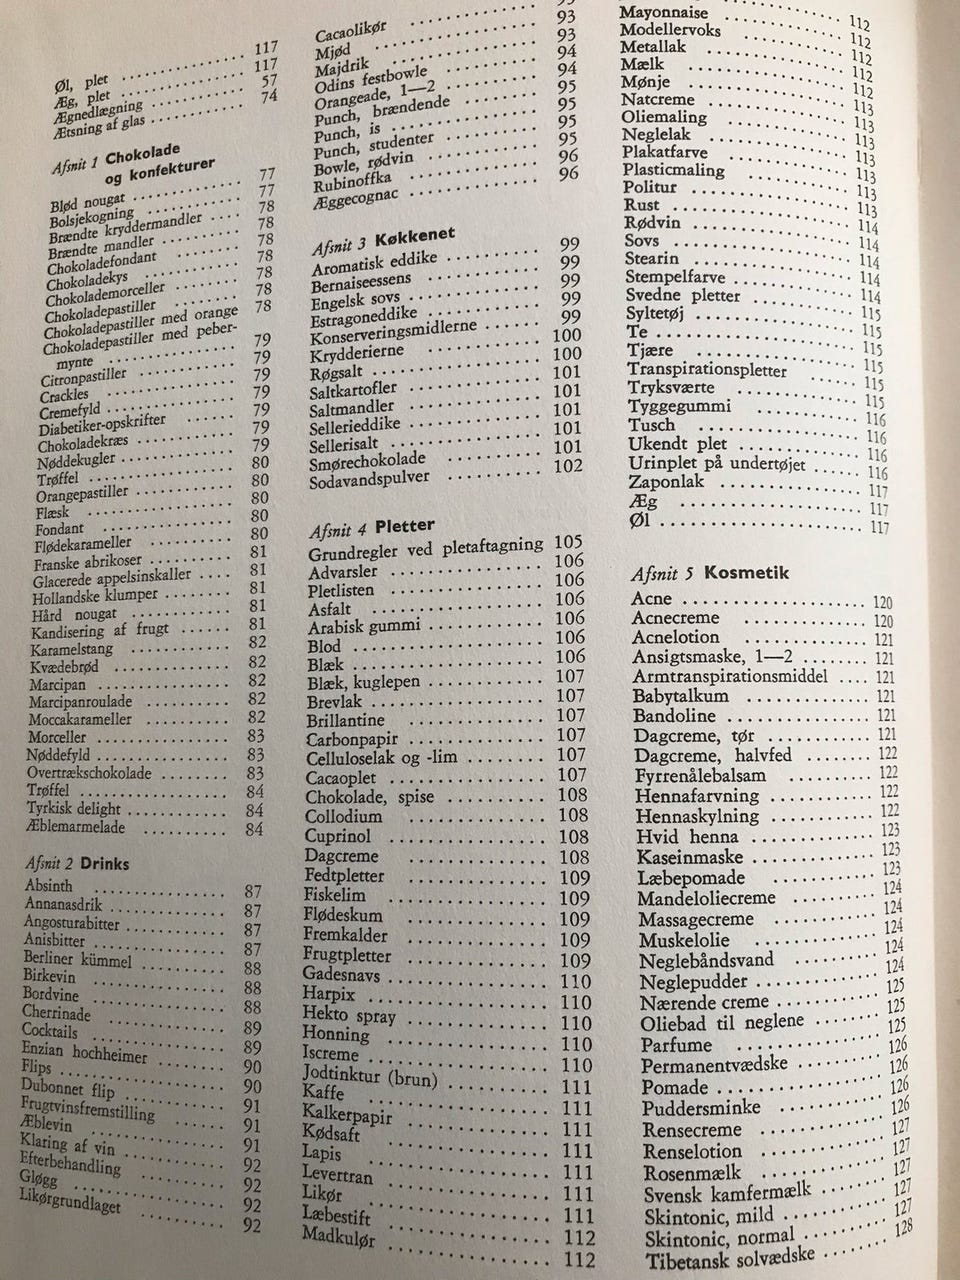 Øl, plet 117
Æg, plet 117
Ægnedlægning 57
Ætsning af glas 74
Afsnit 1 Chokolade
og konfekturer
Blød nougat 77
Bolsjekogning 77
Brændte kryddermandler 78
Brændte mandler 78
Chokoladefondant 78
Chokoladekys 78
Chokolademorceller 78
Chokoladepastiller 78
Chokoladepastiller med orange 78
Chokoladepastiller med peber-
mynte 79
Citronpastiller 79
Crackles 79
Cremefyld 79
Diabetiker-opskrifter 79
Chokoladekræs 79
Nøddekugler 79
Trøffel 80
Orangepastiller 80
Flæsk 80
Fondant 80
Flødekarameller 80
Franske abrikoser 81
Glacerede appelsinskaller 81
Hollandske klumper 81
Hård nougat 81
Kandisering af frugt 81
Karamelstang 82
Kvædebrød 82
Marcipan 82
Marcipanroulade 82
Moccakarameller 82
Morceller 83
Nøddefyld 83
Overtrækschokolade 83
Trøffel 84
Tyrkisk delight 84
Æblemarmelade 84
Afsnit 2 Drinks
Absinth 87
Annanasdrik 87
Angosturabitter 87
Anisbitter 87
Berliner kümmel 88
Birkevin 88
Bordvine 88
Cherrinade 89
Cocktails 89
Enzian hochheimer 90
Flips 90
Dubonnet flip 91
Frugtvinsfremstilling 91
Æblevin 91
Klaring af vin 92
Efterbehandling 92
Gløgg 92
Likørgrundlaget 92
Cacaolikør 93
Mjød 93
Majdrik 93
Odins festbowle 94
Orangeade, 1—2 94
Punch, brændende 95
Punch, is 95
Punch, studenter 95
Bowle, rødvin 95
Rubinoffka 96
Æggecognac 96
Afsnit 3 Køkkenet
Aromatisk eddike 99
Bernaiseessens 99
Engelsk sovs 99
Estragoneddike 99
Konserveringsmidlerne 99
Krydderierne 100
Røgsalt 100
Saltkartofler 101
Saltmandler 101
Sellerieddike 101
Sellerisalt 101
Smørechokolade 101
Sodavandspulver 102
Afsnit 4 Pletter
Grundregler ved pletaftagning 105
Advarsler 106
Pletlisten 106
Asfalt 106
Arabisk gummi 106
Blod 106
Blæk 106
Blæk, kuglepen 107
Brevlak 107
Brillantine 107
Carbonpapir 107
Celluloselak og -lim 107
Cacaoplet 107
Chokolade, spise 108
Collodium 108
Cuprinol 108
Dagcreme 108
Fedtpletter 109
Fiskelim 109
Flødeskum 109
Fremkalder 109
Frugtpletter 109
Gadesnavs 110
Harpix 110
Hekto spray 110
Honning 110
Iscreme 110
Jodtinktur (brun) 111
Kaffe 111
Kalkerpapir 111
Kødsaft 111
Lapis 111
Levertran 111
Likør 111
Læbestift 112
Madkulør 112
Mayonnaise 112
Modellervoks 112
Metallak 112
Mælk 112
Mønje 112
Natcreme 113
Oliemaling 113
Neglelak 113
Plakatfarve 113
Plasticmaling 113
Politur 113
Rust 113
Rødvin 114
Sovs 114
Stearin 114
Stempelfarve 114
Svedne pletter 114
Syltetøj 115
Te 115
Tjære 115
Transpirationspletter 115
Tryksværte 115
Tyggegummi 116
Tusch 116
Ukendt plet 116
Urinplet på undertøjet 116
Zaponlak 117
Æg 117
Øl 117
Afsnit 5 Kosmetik
Acne 120
Acnecreme 120
Acnelotion 121
Ansigtsmaske, 1—2 121
Armtranspirationsmiddel 121
Babytalkum 121
Bandoline 121
Dagcreme, tør 121
Dagcreme, halvfed 122
Fyrrenålebalsam 122
Hennafarvning 122
Hennaskylning 122
Hvid henna 123
Kaseinmaske 123
Læbepomade 123
Mandeloliecreme 124
Massagecreme 124
Muskelolie 124
Neglebåndsvand 124
Neglepudder 125
Nærende creme 125
Oliebad til neglene 125
Parfume 126
Permanentvædske 126
Pomade 126
Puddersminke 126
Rensecreme 127
Renselotion 127
Rosenmælk 127
Svensk kamfermælk 127
Skintonic, mild 127
Skintonic, normal 127
Tibetansk solvædske 128